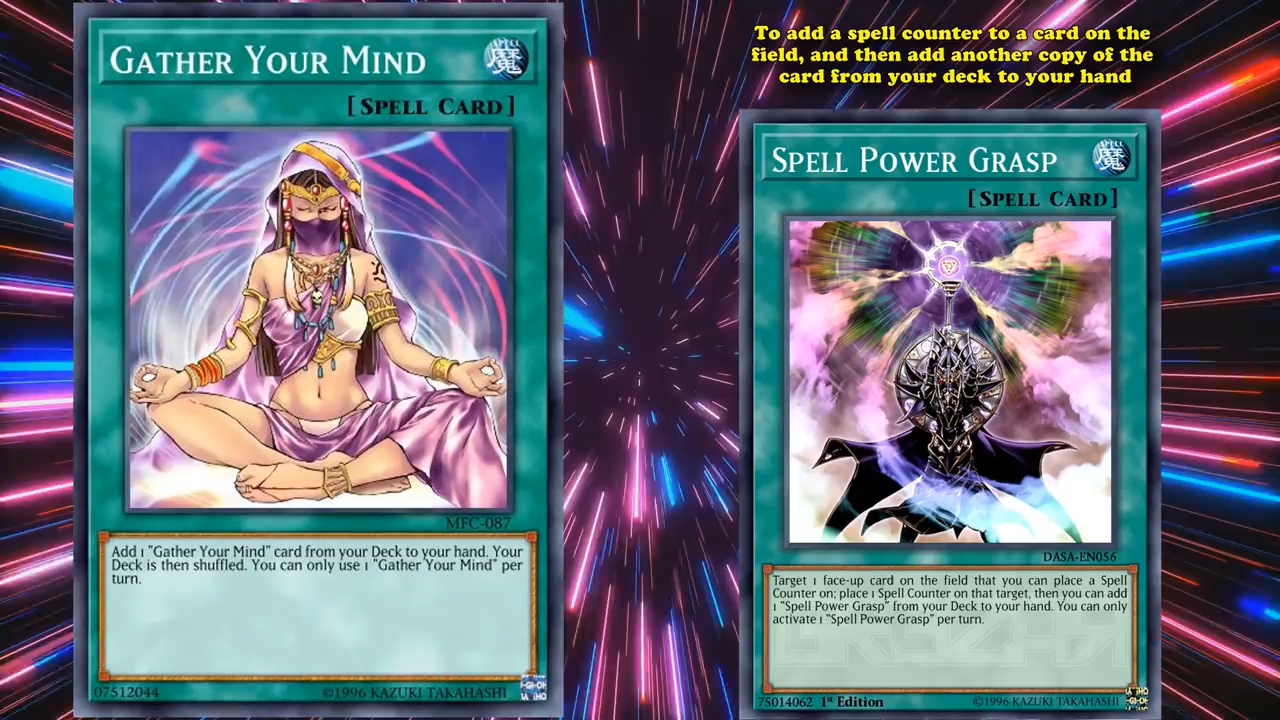 GATHER YOUR MIND
SPELL
魔
[SPELL CARD]
MFC-087
Add 1 "Gather Your Mind" card from your Deck to your hand. Your
Deck is then shuffled. You can only use 1 "Gather Your Mind" per
turn.
07512044
©1996 KAZUKI TAKAHASHI
To add a spell counter to a card on the
field, and then add another copy of the
card from your deck to your hand
SPELL POWER GRASP
SPELL
魔
[SPELL CARD]
DASA-EN056
Target 1 face-up card on the field that you can place a Spell
Counter on; place 1 Spell Counter on that target, then you can add
1 "Spell Power Grasp" from your Deck to your hand. You can only
activate 1 "Spell Power Grasp" per turn.
75014062 1st Edition
©1996 KAZUKI TAKAHASHI